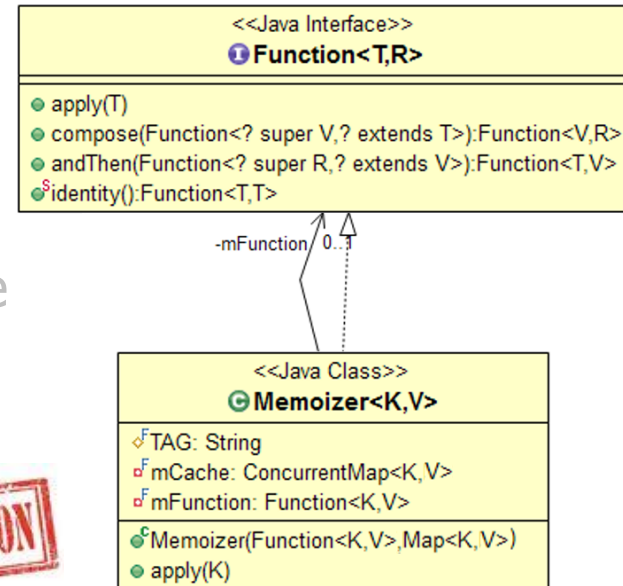 <<Java Interface>>
Function<T,R>
apply(T)
compose(Function<? super V,? extends T>):Function<V,R>
andThen(Function<? super R,? extends V>):Function<T,V>
identity():Function<T,T>
-mFunction 0..1
<<Java Class>>
Memoizer<K,V>
TAG: String
mCache: ConcurrentMap<K,V>
mFunction: Function<K,V>
Memoizer(Function<K,V>,Map<K,V>)
apply(K)